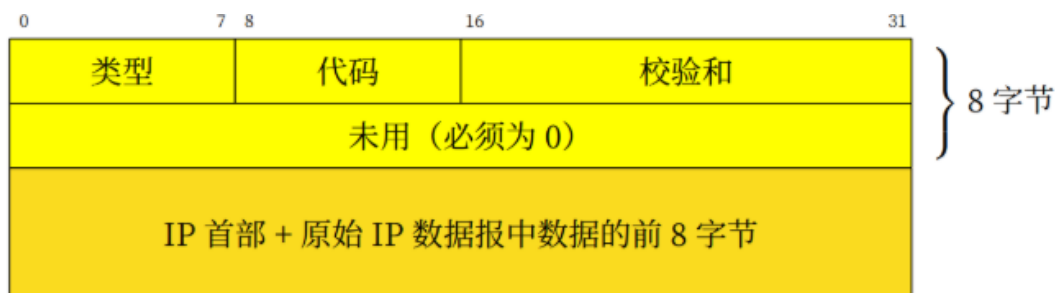 0 7 8 16 31
类型 代码 校验和
8 字节
未用（必须为 0）
IP 首部 + 原始 IP 数据报中数据的前 8 字节